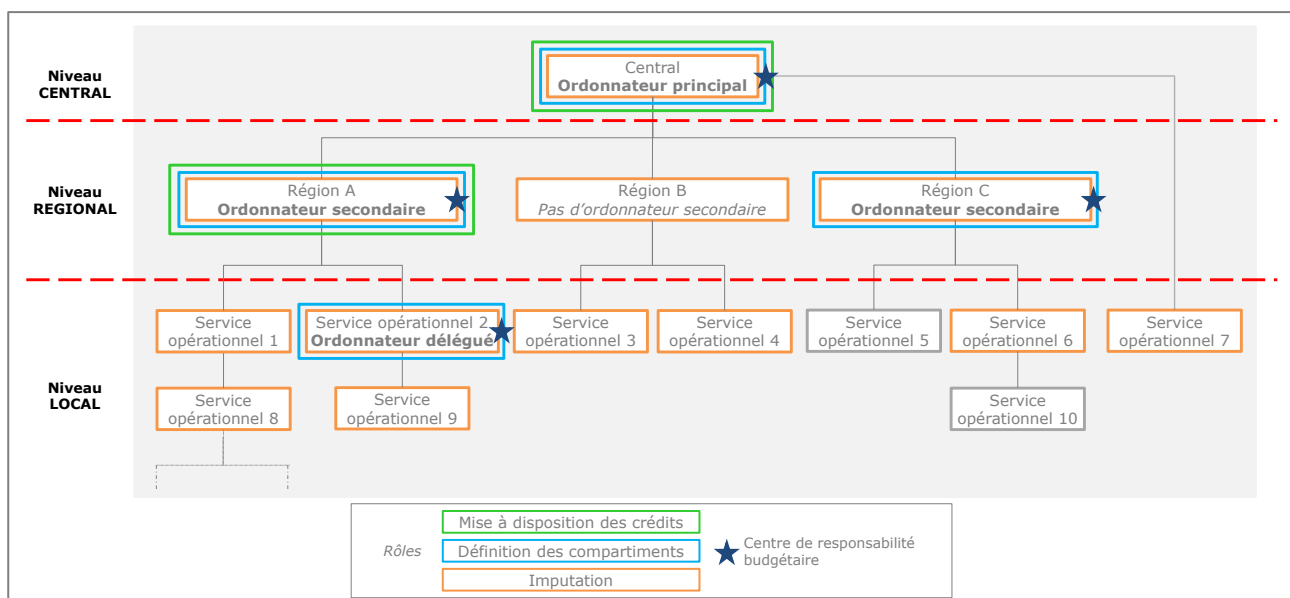 Niveau
CENTRAL
Central
Ordonnateur principal
Niveau
REGIONAL
Région A
Ordonnateur secondaire
Région B
Pas d’ordonnateur secondaire
Région C
Ordonnateur secondaire
Niveau
LOCAL
Service
opérationnel 1
Service opérationnel 2
Ordonnateur délégué
Service
opérationnel 3
Service
opérationnel 4
Service
opérationnel 5
Service
opérationnel 6
Service
opérationnel 7
Service
opérationnel 8
Service
opérationnel 9
Service
opérationnel 10
Rôles
Mise à disposition des crédits
Définition des compartiments
Imputation
Centre de responsabilité
budgétaire